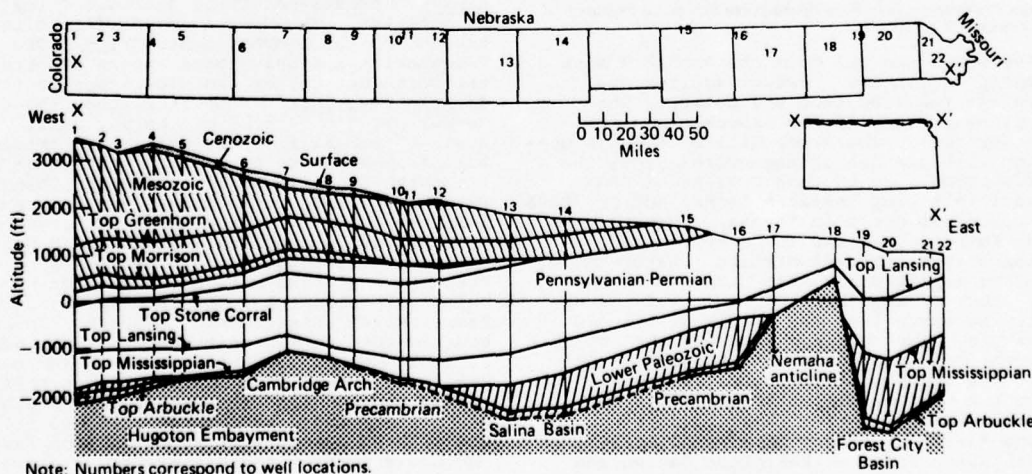 Nebraska
Colorado
Missouri
1 2 3 4 5 6 7 8 9 10 11 12 13 14 15 16 17 18 19 20 21 22
X
X'
0 10 20 30 40 50
Miles
X X'
West X
1 2 3 4 5 6 7 8 9 10 11 12 13 14 15 16 17 18 19 20 21 22
X'
East
Cenozoic
Surface
3000
Mesozoic
2000
Top Greenhorn
Top Morrison
1000
Altitude (ft)
Pennsylvanian-Permian
Top Lansing
0
Top Stone Corral
Top Lansing
-1000
Top Mississippian
Lower Paleozoic
Nemaha anticline
Top Mississippian
Cambridge Arch
Precambrian
Precambrian
-2000
Top Arbuckle
Top Arbuckle
Hugoton Embayment
Salina Basin
Forest City
Basin
Note: Numbers correspond to well locations.